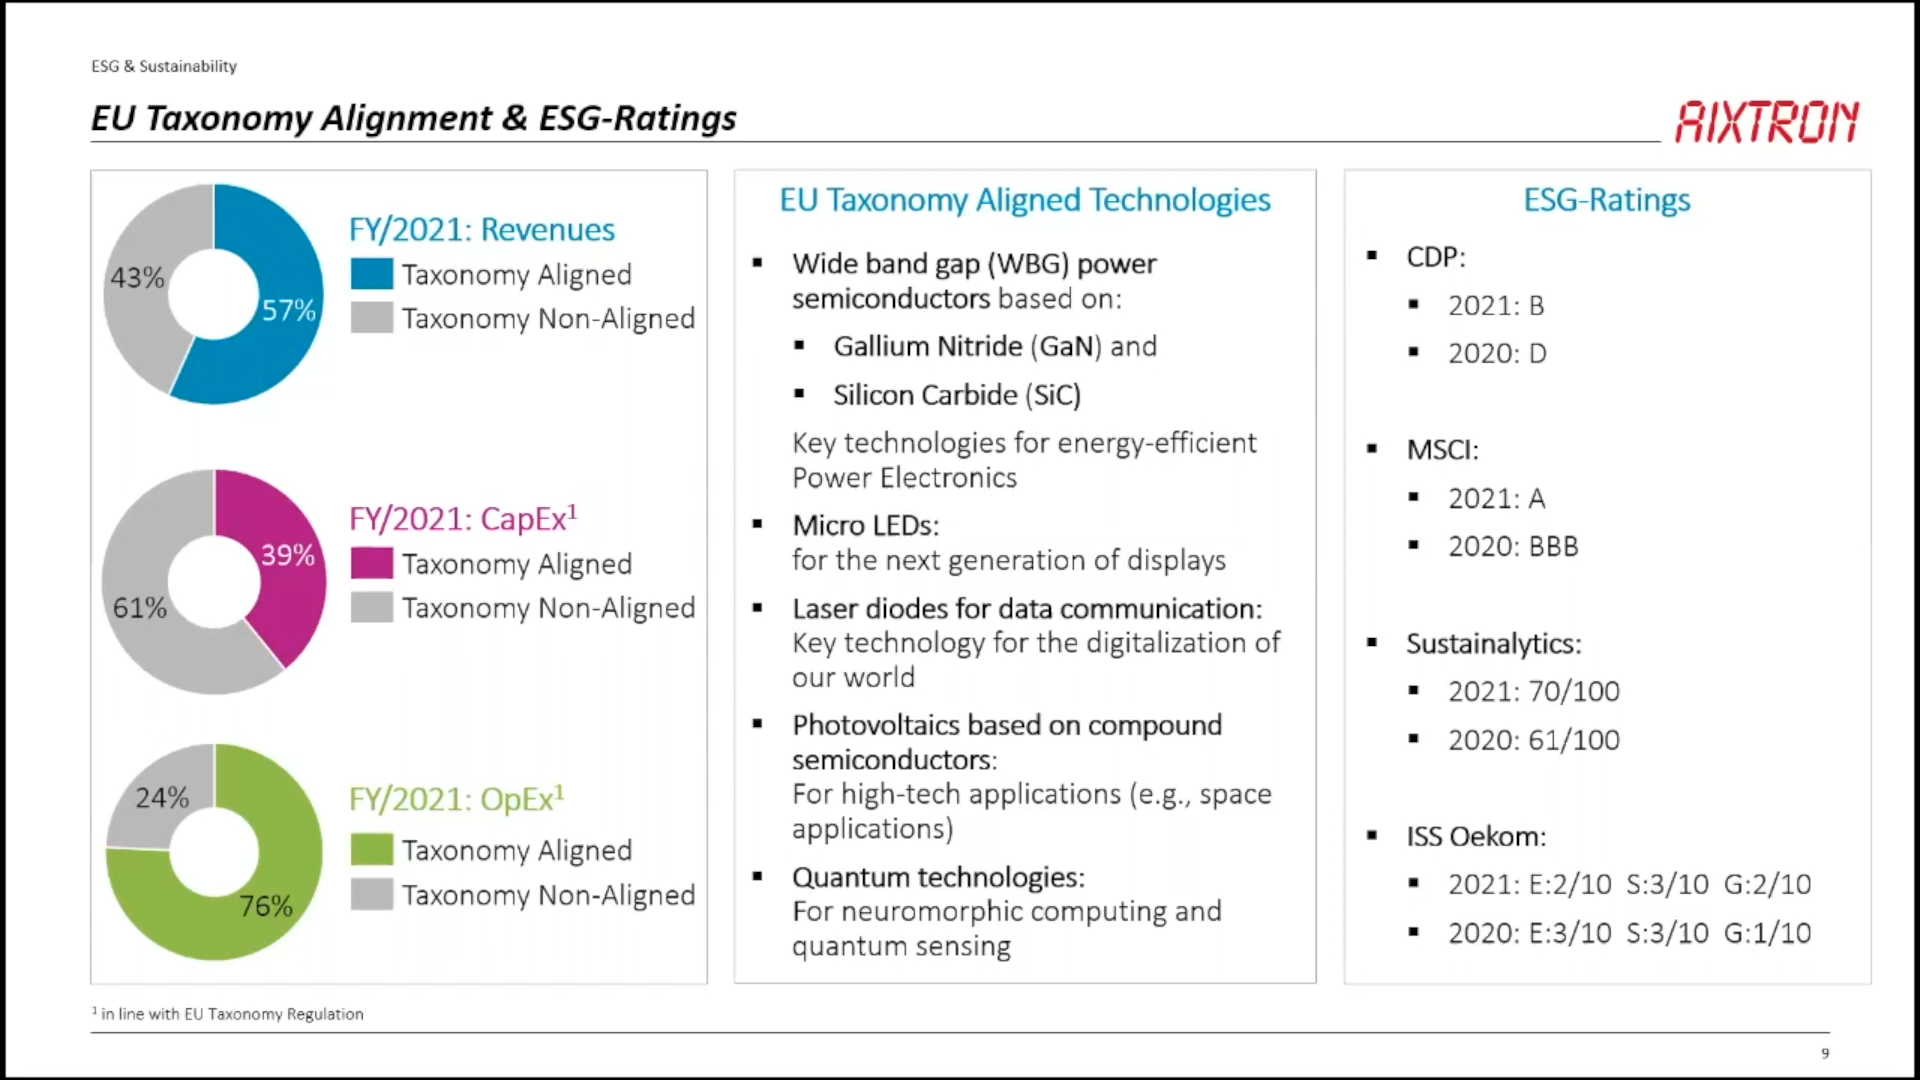 ESG & Sustainability
EU Taxonomy Alignment & ESG-Ratings
AIXTRON
43%
57%
FY/2021: Revenues
Taxonomy Aligned
Taxonomy Non-Aligned
39%
61%
FY/2021: CapEx¹
Taxonomy Aligned
Taxonomy Non-Aligned
24%
76%
FY/2021: OpEx¹
Taxonomy Aligned
Taxonomy Non-Aligned
EU Taxonomy Aligned Technologies
▪ Wide band gap (WBG) power
semiconductors based on:
▪ Gallium Nitride (GaN) and
▪ Silicon Carbide (SiC)
Key technologies for energy-efficient
Power Electronics
▪ Micro LEDs:
for the next generation of displays
▪ Laser diodes for data communication:
Key technology for the digitalization of
our world
▪ Photovoltaics based on compound
semiconductors:
For high-tech applications (e.g., space
applications)
▪ Quantum technologies:
For neuromorphic computing and
quantum sensing
ESG-Ratings
▪ CDP:
▪ 2021: B
▪ 2020: D
▪ MSCI:
▪ 2021: A
▪ 2020: BBB
▪ Sustainalytics:
▪ 2021: 70/100
▪ 2020: 61/100
▪ ISS Oekom:
▪ 2021: E:2/10 S:3/10 G:2/10
▪ 2020: E:3/10 S:3/10 G:1/10
¹ in line with EU Taxonomy Regulation
9